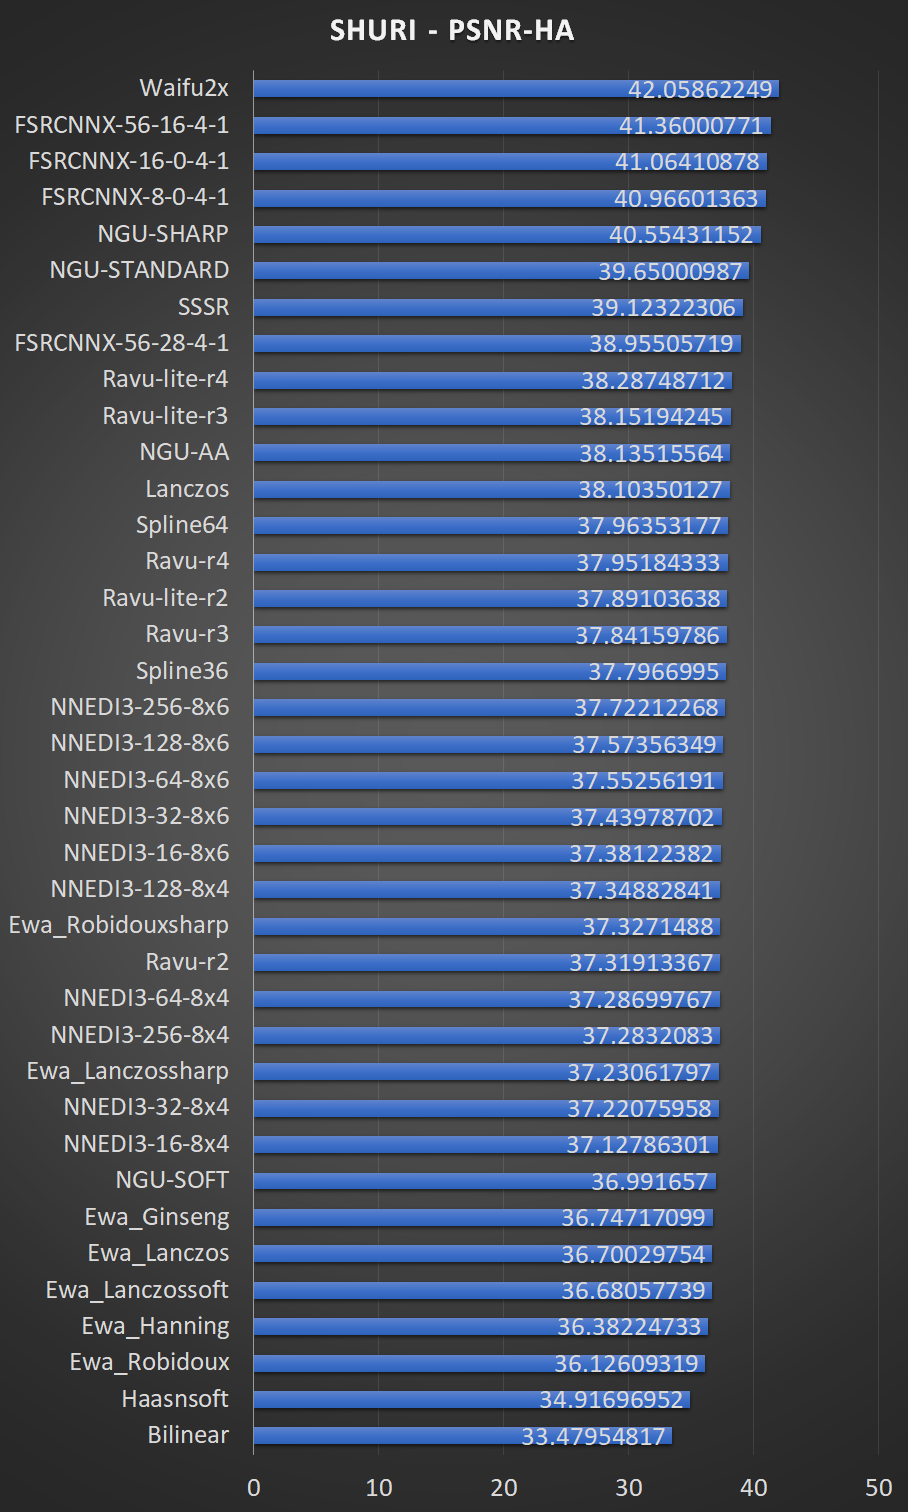 SHURI - PSNR-HA
Waifu2x 42.05862249
FSRCNNX-56-16-4-1 41.36000771
FSRCNNX-16-0-4-1 41.06410878
FSRCNNX-8-0-4-1 40.96601363
NGU-SHARP 40.55431152
NGU-STANDARD 39.65000987
SSSR 39.12322306
FSRCNNX-56-28-4-1 38.95505719
Ravu-lite-r4 38.28748712
Ravu-lite-r3 38.15194245
NGU-AA 38.13515564
Lanczos 38.10350127
Spline64 37.96353177
Ravu-r4 37.95184333
Ravu-lite-r2 37.89103638
Ravu-r3 37.84159786
Spline36 37.7966995
NNEDI3-256-8x6 37.72212268
NNEDI3-128-8x6 37.57356349
NNEDI3-64-8x6 37.55256191
NNEDI3-32-8x6 37.43978702
NNEDI3-16-8x6 37.38122382
NNEDI3-128-8x4 37.34882841
Ewa_Robidouxsharp 37.3271488
Ravu-r2 37.31913367
NNEDI3-64-8x4 37.28699767
NNEDI3-256-8x4 37.2832083
Ewa_Lanczossharp 37.23061797
NNEDI3-32-8x4 37.22075958
NNEDI3-16-8x4 37.12786301
NGU-SOFT 36.991657
Ewa_Ginseng 36.74717099
Ewa_Lanczos 36.70029754
Ewa_Lanczossoft 36.68057739
Ewa_Hanning 36.38224733
Ewa_Robidoux 36.12609319
Haasnsoft 34.91696952
Bilinear 33.47954817
0 10 20 30 40 50